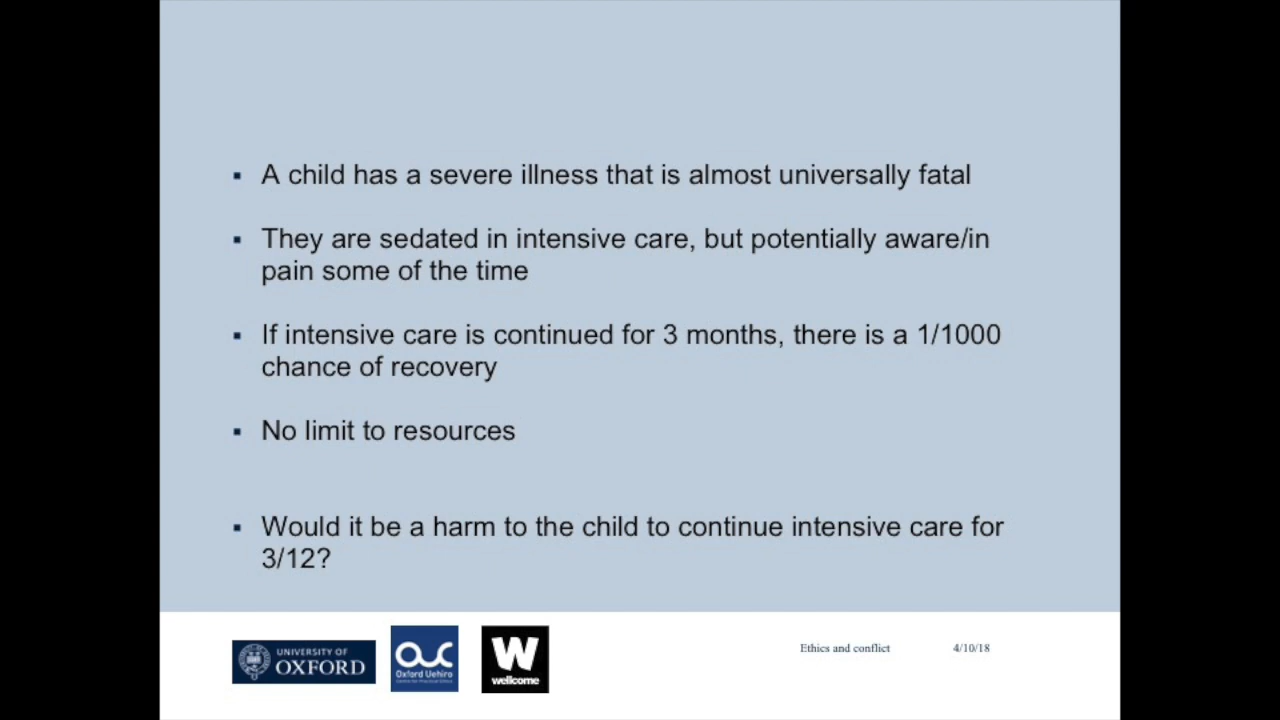 ▪ A child has a severe illness that is almost universally fatal
▪ They are sedated in intensive care, but potentially aware/in
pain some of the time
▪ If intensive care is continued for 3 months, there is a 1/1000
chance of recovery
▪ No limit to resources
▪ Would it be a harm to the child to continue intensive care for
3/12?
UNIVERSITY OF
OXFORD
OUC
Oxford Uehiro
W
wellcome
Ethics and conflict 4/10/18